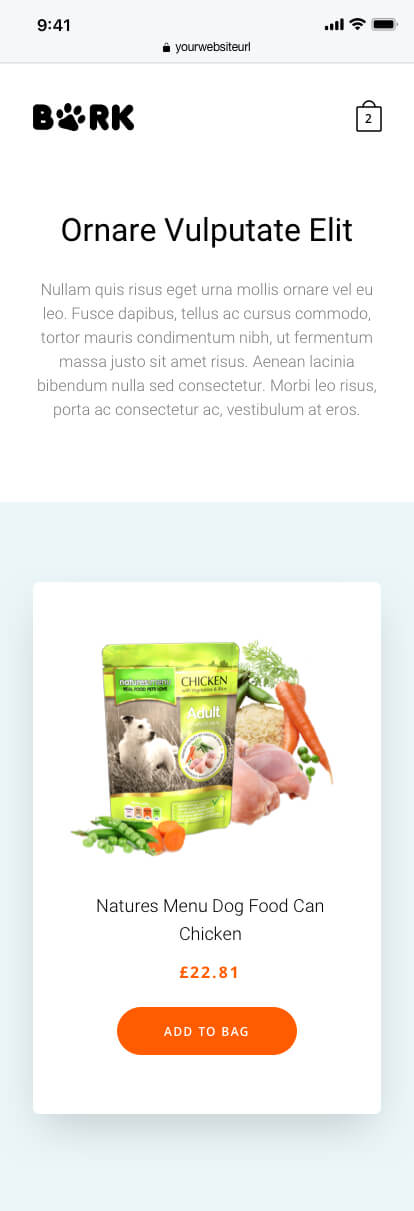 9:41
yourwebsiteurl
BARK
2
Ornare Vulputate Elit
Nullam quis risus eget urna mollis ornare vel eu
leo. Fusce dapibus, tellus ac cursus commodo,
tortor mauris condimentum nibh, ut fermentum
massa justo sit amet risus. Aenean lacinia
bibendum nulla sed consectetur. Morbi leo risus,
porta ac consectetur ac, vestibulum at eros.
natures menu
REAL FOOD PETS LOVE
CHICKEN
with Vegetables & Rice
Adult
Natures Menu Dog Food Can
Chicken
£22.81
ADD TO BAG